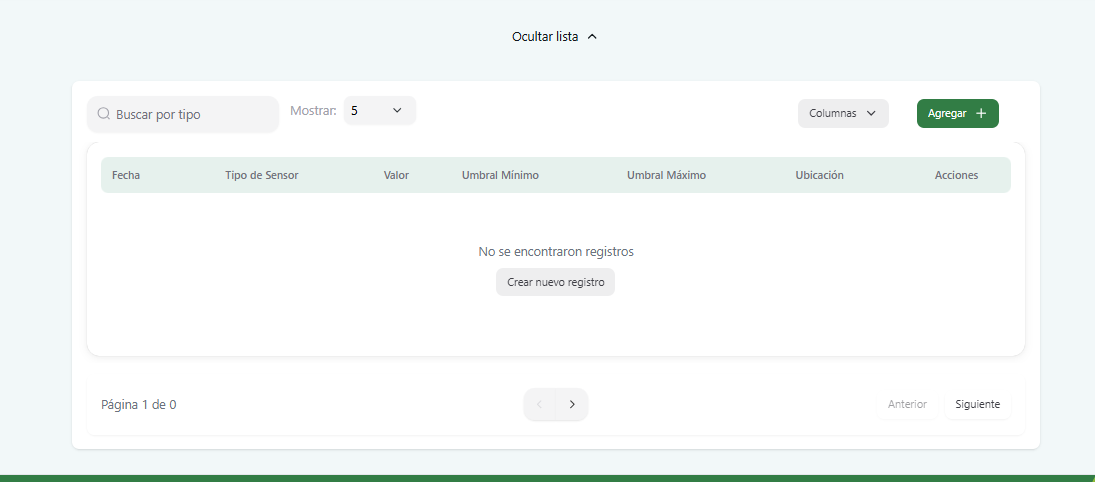 Ocultar lista
Buscar por tipo
Mostrar:
5
Columnas
Agregar
Fecha
Tipo de Sensor
Valor
Umbral Mínimo
Umbral Máximo
Ubicación
Acciones
No se encontraron registros
Crear nuevo registro
Página 1 de 0
Anterior
Siguiente